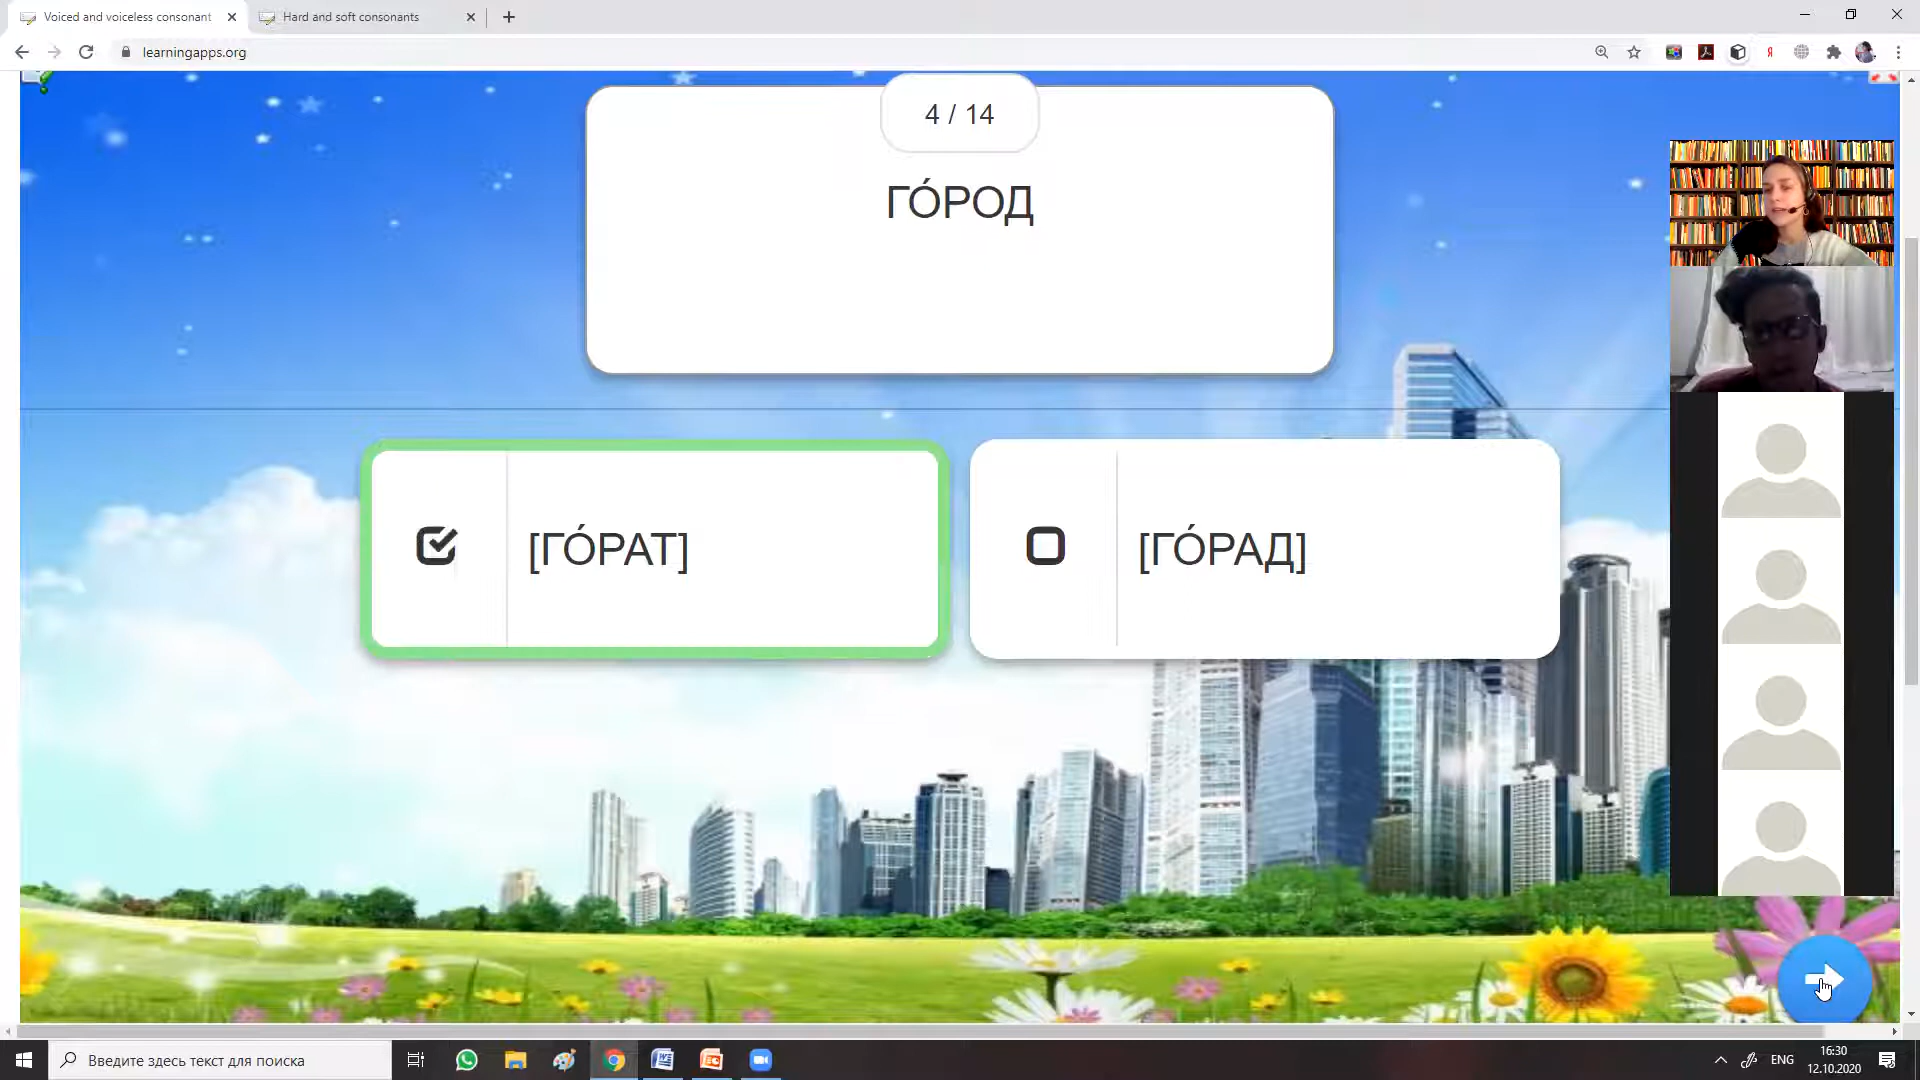 Voiced and voiceless consonant
Hard and soft consonants
learningapps.org
4 / 14
ГО́РОД
[ГО́РАТ]
[ГО́РАД]
Введите здесь текст для поиска
ENG
16:30
12.10.2020